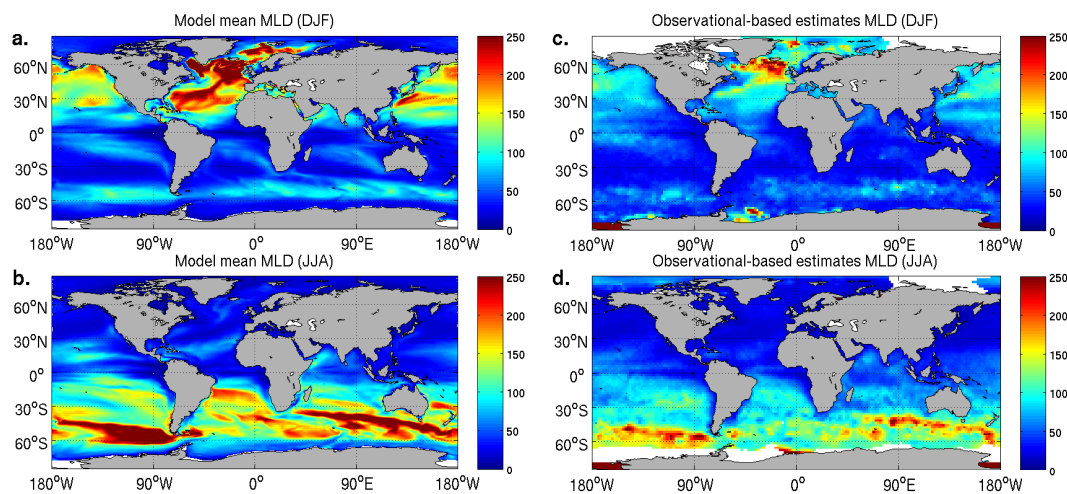 Model mean MLD (DJF)
a.
60°N
30°N
0°
30°S
60°S
180°W 90°W 0° 90°E 180°W
250
200
150
100
50
0
Observational-based estimates MLD (DJF)
c.
60°N
30°N
0°
30°S
60°S
180°W 90°W 0° 90°E 180°W
250
200
150
100
50
0
Model mean MLD (JJA)
b.
60°N
30°N
0°
30°S
60°S
180°W 90°W 0° 90°E 180°W
250
200
150
100
50
0
Observational-based estimates MLD (JJA)
d.
60°N
30°N
0°
30°S
60°S
180°W 90°W 0° 90°E 180°W
250
200
150
100
50
0